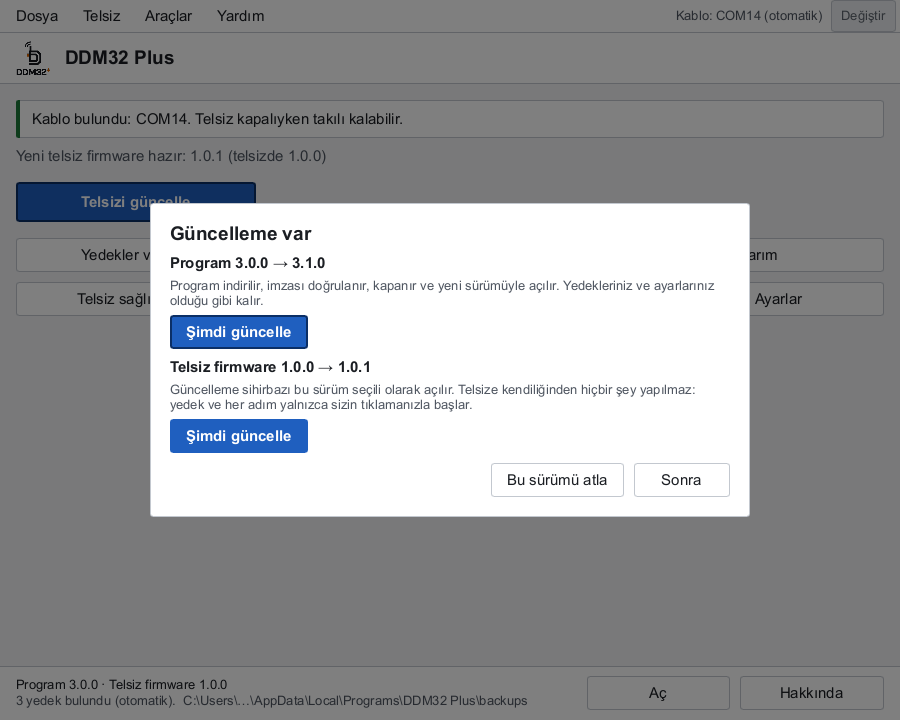 Dosya Telsiz Araçlar Yardım Kablo: COM14 (otomatik) Değiştir
DDM32+ DDM32 Plus
Kablo bulundu: COM14. Telsiz kapalıyken takılı kalabilir.
Yeni telsiz firmware hazır: 1.0.1 (telsizde 1.0.0)
Telsizi güncelle
Güncelleme var
Yedekler
Program 3.0.0 → 3.1.0
Program indirilir, imzası doğrulanır, kapanır ve yeni sürümüyle açılır. Yedekleriniz ve ayarlarınız
olduğu gibi kalır.
Telsiz Ayarlar
Şimdi güncelle
Telsiz firmware 1.0.0 → 1.0.1
Güncelleme sihirbazı bu sürüm seçili olarak açılır. Telsize kendiliğinden hiçbir şey yapılmaz:
yedek ve her adım yalnızca sizin tıklamanızla başlar.
Şimdi güncelle
Bu sürümü atla Sonra
Program 3.0.0 · Telsiz firmware 1.0.0
3 yedek bulundu (otomatik). C:\Users\…\AppData\Local\Programs\DDM32 Plus\backups
Aç Hakkında